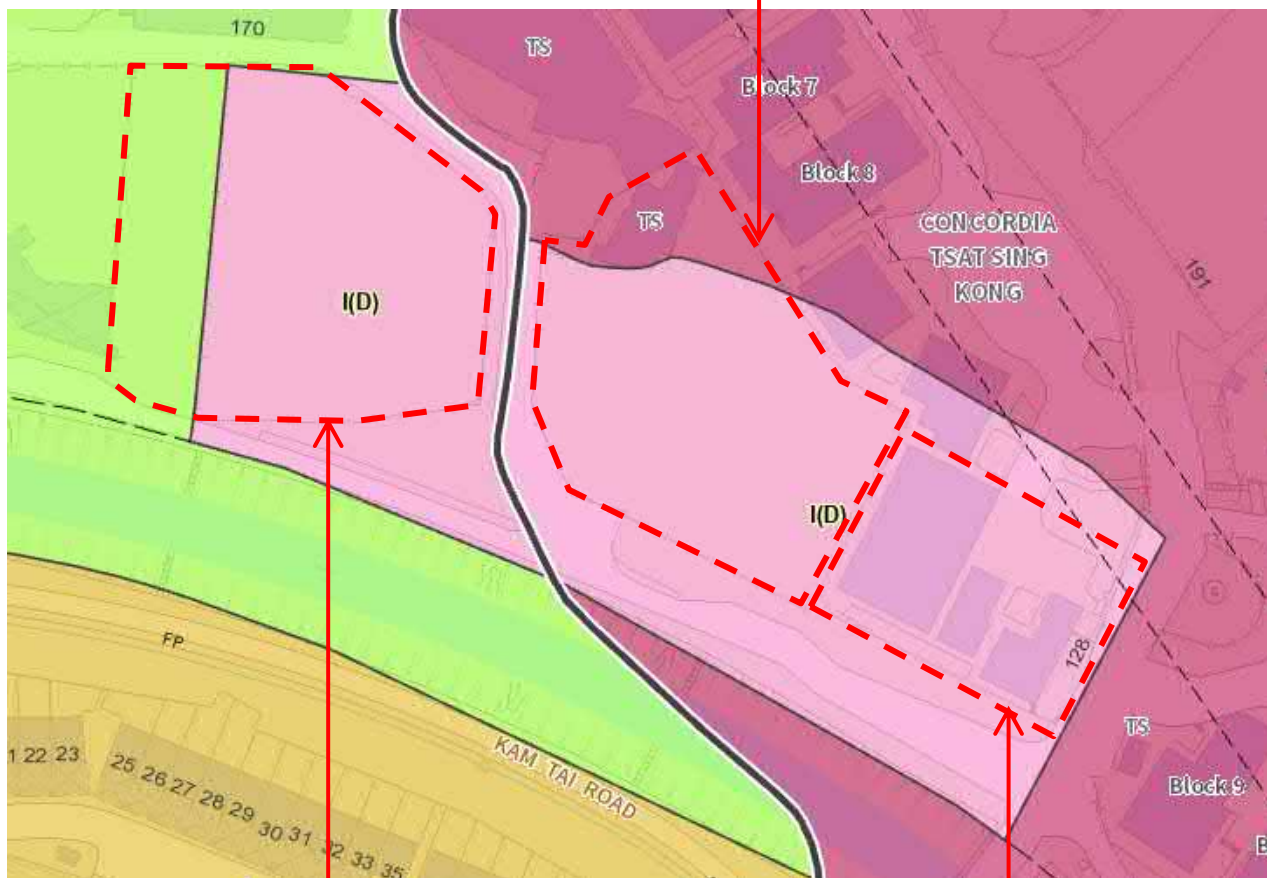 170
TS
Block 7
Block 8
TS
CONCORDIA
TSAT SING
KONG
191
I(D)
I(D)
128
TS
FP
KAM TAI ROAD
22 23
25 26 27 28 29
30 31 32 33 35
Block 9